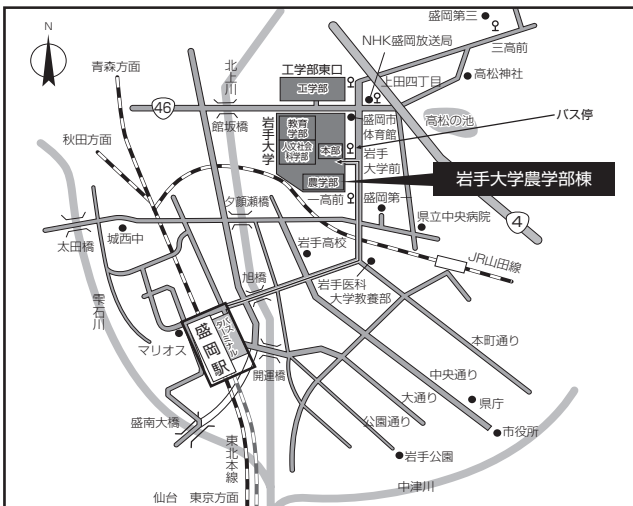 N
盛岡第三
三高前
NHK盛岡放送局
青森方面
北上川
工学部東口
工学部
上田四丁目
高松神社
46
館坂橋
岩手大学
教育
学部
人文社会
科学部
本部
盛岡市
体育館
高松の池
バス停
秋田方面
岩手
大学前
農学部
岩手大学農学部棟
夕顔瀬橋
一高前
盛岡第一
4
太田橋
城西中
岩手高校
県立中央病院
JR山田線
雫石川
旭橋
岩手医科
大学教養部
バス
ターミナル
盛岡駅
マリオス
開運橋
本町通り
中央通り
大通り
県庁
盛南大橋
公園通り
市役所
東北本線
岩手公園
中津川
仙台 東京方面